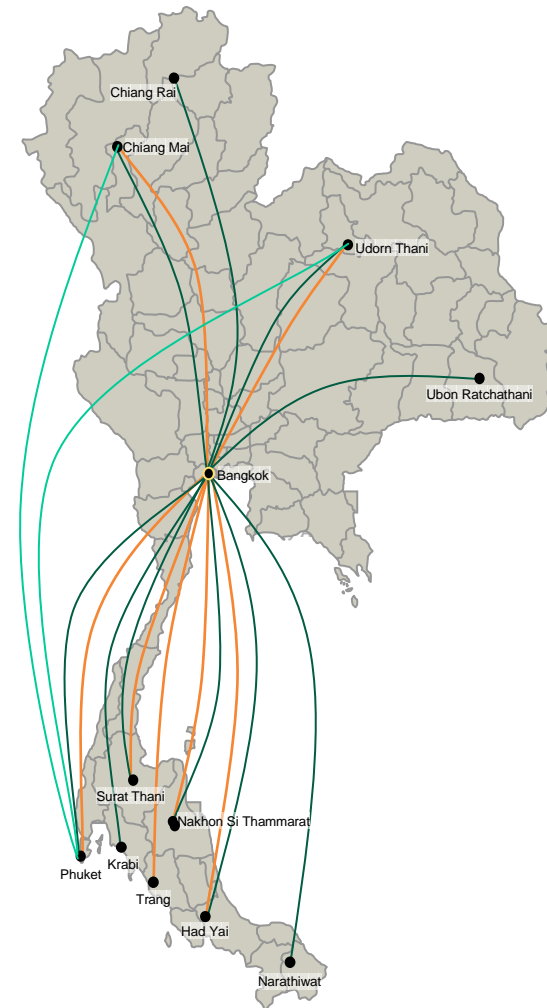 Chiang Rai
Chiang Mai
Udorn Thani
Ubon Ratchathani
Bangkok
Surat Thani
Nakhon Si Thammarat
Krabi
Phuket
Trang
Had Yai
Narathiwat